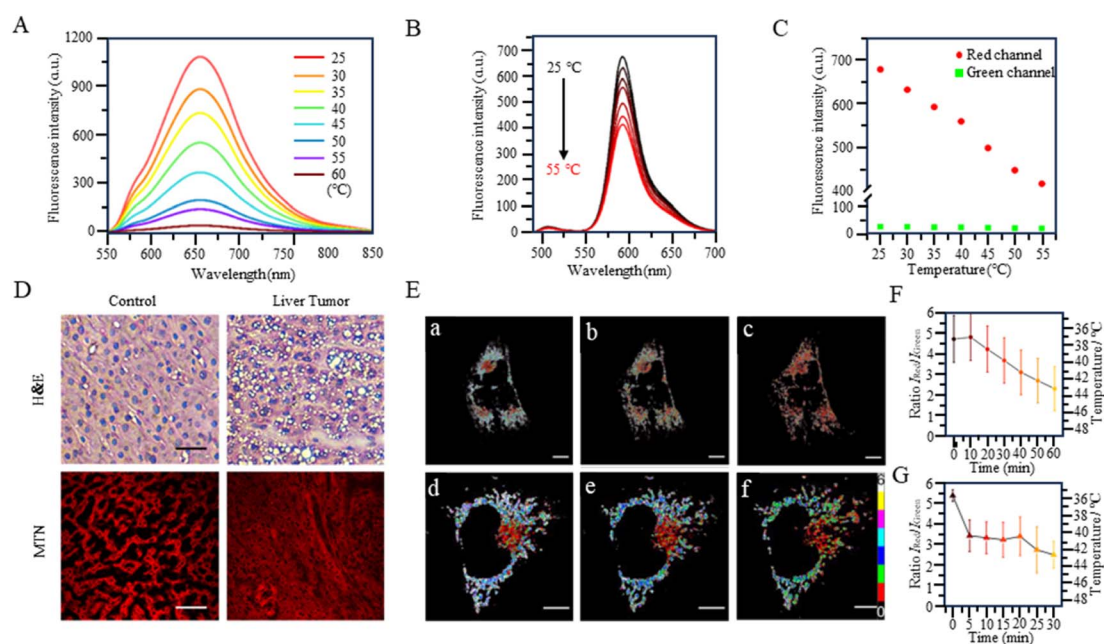 A
Fluorescence intensity (a.u.)
1200
900
600
300
0
25
30
35
40
45
50
55
60
(℃)
550 600 650 700 750 800 850
Wavelength(nm)
B
Fluorescence intensity (a.u.)
700
600
500
400
300
200
100
0
25 ℃
55 ℃
500 550 600 650 700
Wavelength(nm)
C
Fluorescence intensity (a.u.)
700
600
500
400
100
0
Red channel
Green channel
25 30 35 40 45 50 55
Temperature(℃)
D
Control Liver Tumor
H&E
MTN
E
a b c
d e f
6
0
F
Ratio IRed/IGreen
6
5
4
3
2
1
0
36
38
40
42
44
46
48
Temperature/℃
0 10 20 30 40 50 60
Time (min)
G
Ratio IRed/IGreen
6
5
4
3
2
1
0
36
38
40
42
44
46
48
Temperature/℃
0 5 10 15 20 25 30
Time (min)